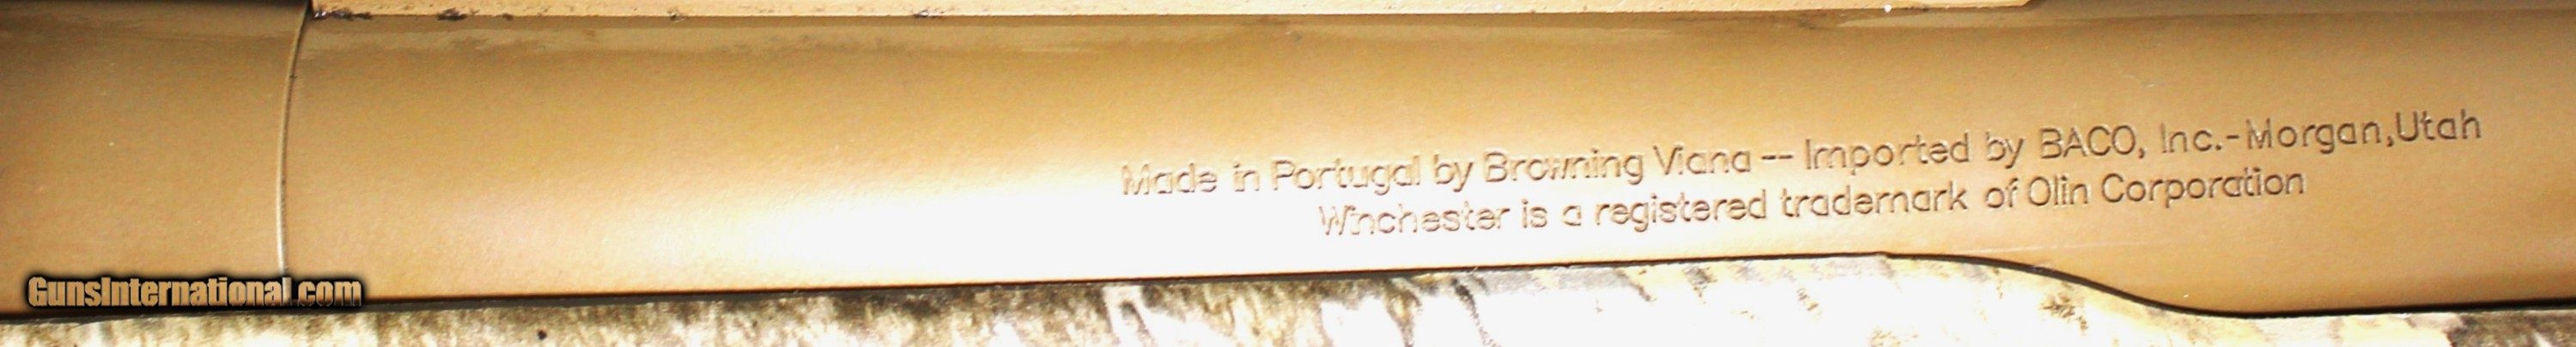 Made in Portugal by Browning Viana -- Imported by BACO, Inc.-Morgan,Utah
Winchester is a registered trademark of Olin Corporation
GunsInternational.com